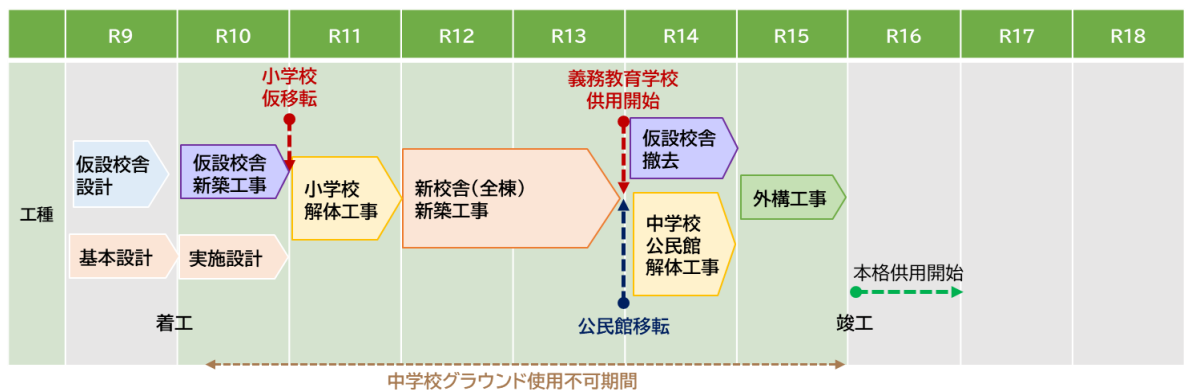 R9 R10 R11 R12 R13 R14 R15 R16 R17 R18
小学校
仮移転
義務教育学校
供用開始
工種
仮設校舎
設計
仮設校舎
新築工事
小学校
解体工事
新校舎(全棟)
新築工事
仮設校舎
撤去
中学校
公民館
解体工事
外構工事
基本設計
実施設計
本格供用開始
着工
公民館移転
竣工
中学校グラウンド使用不可期間